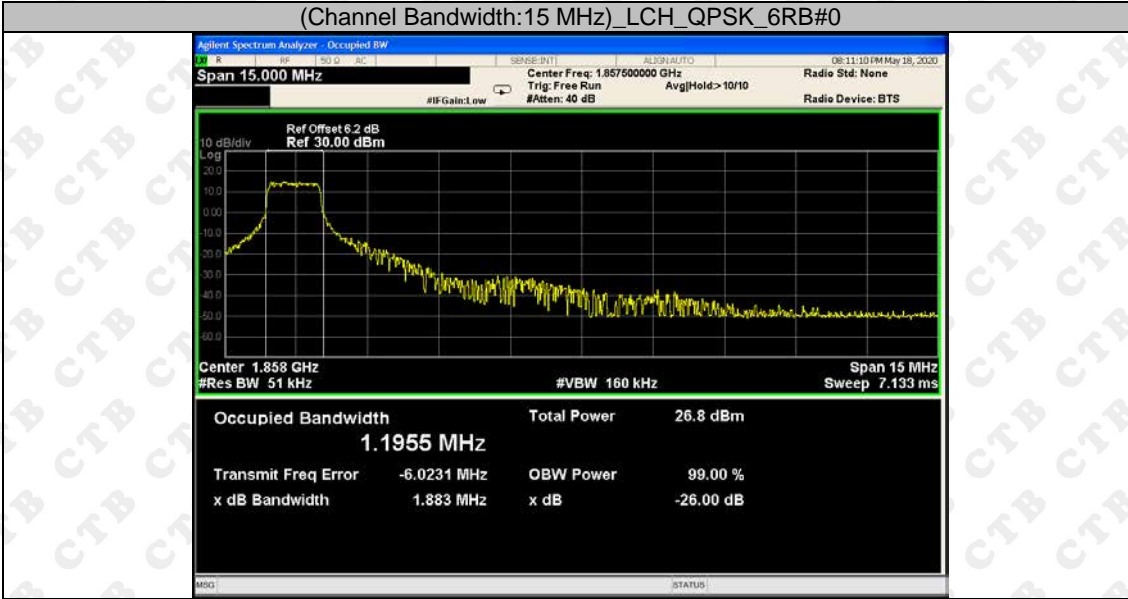 (Channel Bandwidth:15 MHz)_LCH_QPSK_6RB#0
Agilent Spectrum Analyzer - Occupied BW
R RF 50 Ω AC SENSE:INT ALIGN AUTO 08:11:10 PM May 18, 2020
Span 15.000 MHz Center Freq: 1.857500000 GHz Radio Std: None
Trig: Free Run Avg|Hold:>10/10
#IFGain:Low #Atten: 40 dB Radio Device: BTS
Ref Offset 6.2 dB
10 dB/div Ref 30.00 dBm
Log
20.0
10.0
0.00
-10.0
-20.0
-30.0
-40.0
-50.0
-60.0
Center 1.858 GHz Span 15 MHz
#Res BW 51 kHz #VBW 160 kHz Sweep 7.133 ms
Occupied Bandwidth Total Power 26.8 dBm
1.1955 MHz
Transmit Freq Error -6.0231 MHz OBW Power 99.00 %
x dB Bandwidth 1.883 MHz x dB -26.00 dB
MSG STATUS